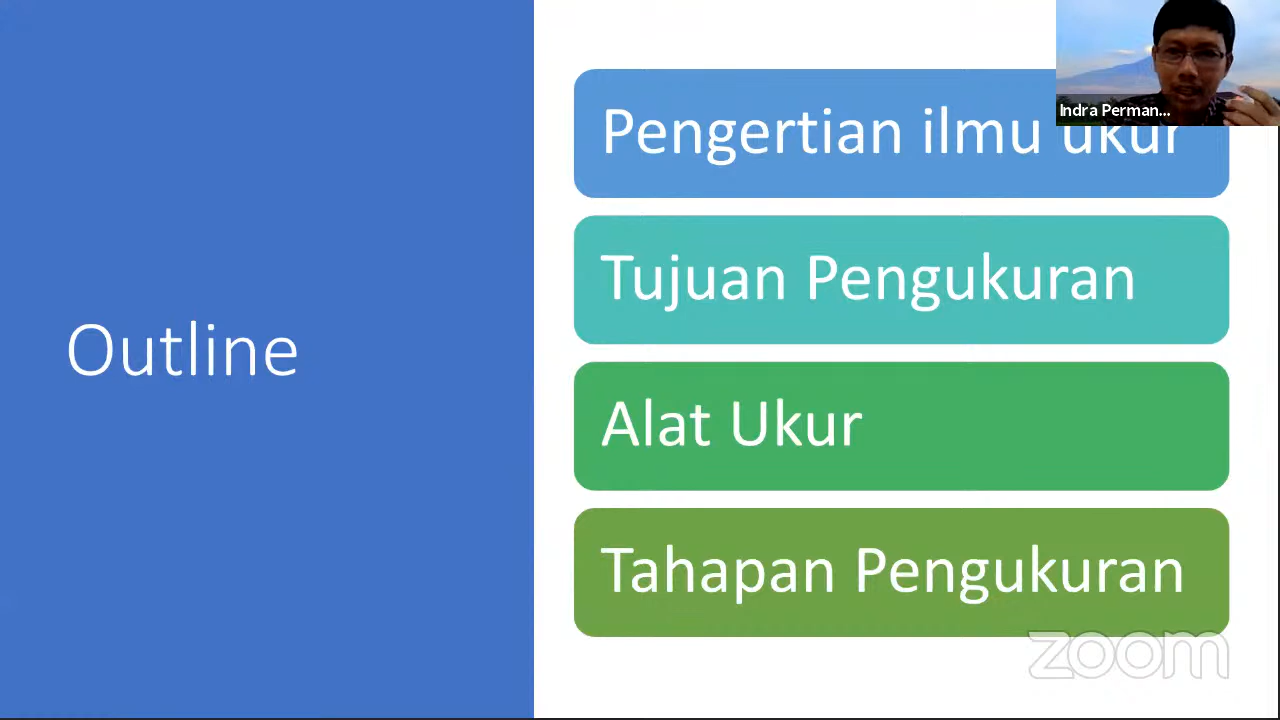 Indra Perman...
Pengertian ilmu ukur
Tujuan Pengukuran
Outline
Alat Ukur
Tahapan Pengukuran
zoom